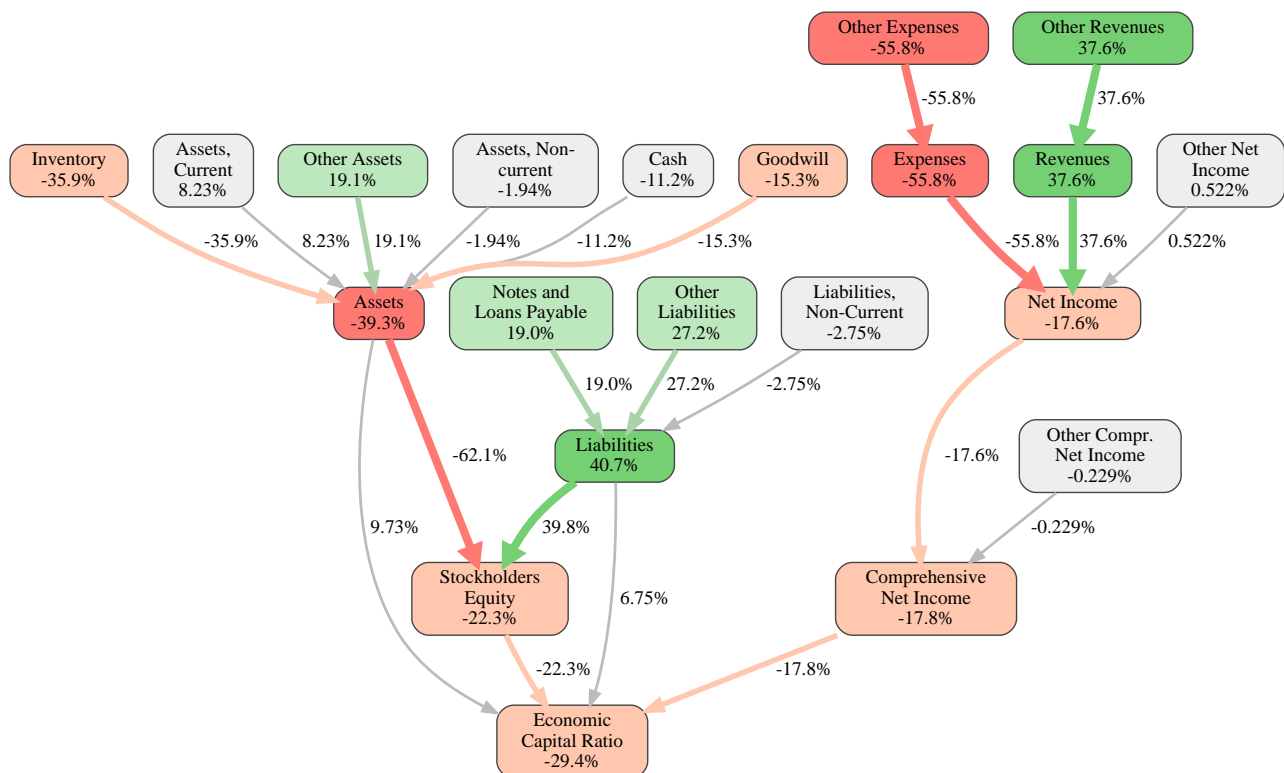 Other Expenses
-55.8%
Other Revenues
37.6%
-55.8%
37.6%
Inventory
-35.9%
Assets,
Current
8.23%
Other Assets
19.1%
Assets, Non-
current
-1.94%
Cash
-11.2%
Goodwill
-15.3%
Expenses
-55.8%
Revenues
37.6%
Other Net
Income
0.522%
-35.9%
8.23%
19.1%
-1.94%
-11.2%
-15.3%
-55.8%
37.6%
0.522%
Assets
-39.3%
Notes and
Loans Payable
19.0%
Other
Liabilities
27.2%
Liabilities,
Non-Current
-2.75%
Net Income
-17.6%
19.0%
27.2%
-2.75%
-62.1%
Liabilities
40.7%
-17.6%
Other Compr.
Net Income
-0.229%
9.73%
39.8%
-0.229%
Stockholders
Equity
-22.3%
6.75%
Comprehensive
Net Income
-17.8%
-22.3%
-17.8%
Economic
Capital Ratio
-29.4%